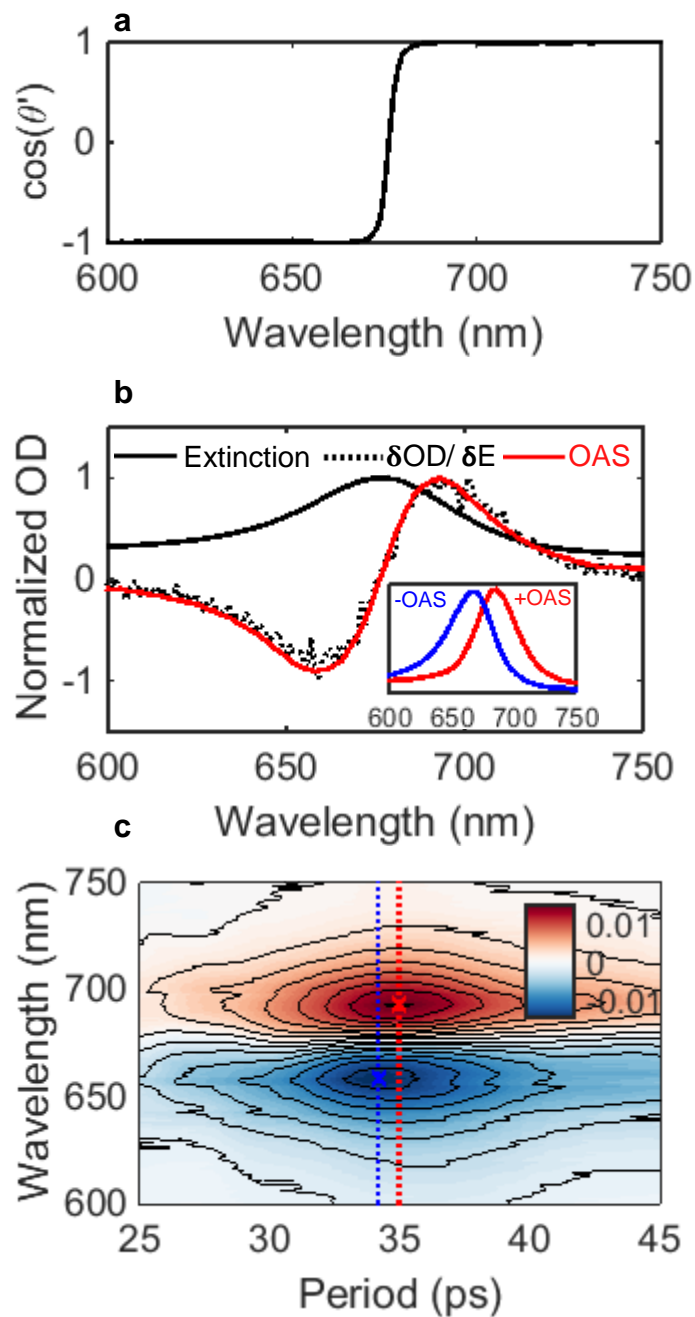 a
1
0
-1
cos(θ')
600 650 700 750
Wavelength (nm)
b
Extinction δOD/ δE OAS
1
0
-1
Normalized OD
-OAS +OAS
600 650 700 750
600 650 700 750
Wavelength (nm)
c
750
700
650
600
Wavelength (nm)
0.01
0
0.01
25 30 35 40 45
Period (ps)